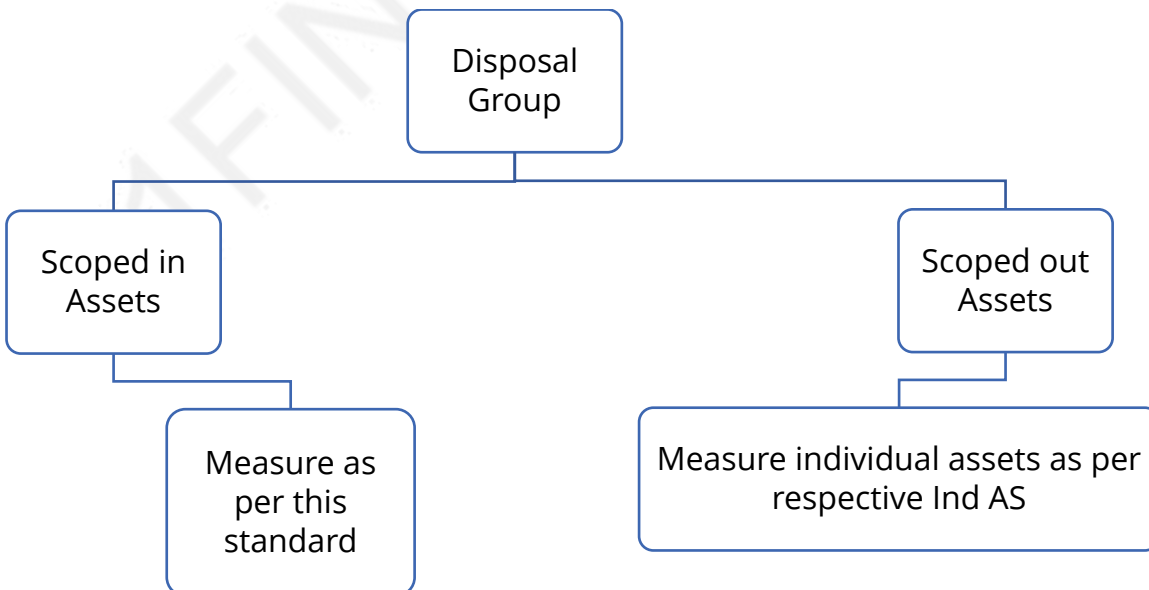 Disposal
Group
Scoped in
Assets
Scoped out
Assets
Measure as
per this
standard
Measure individual assets as per
respective Ind AS